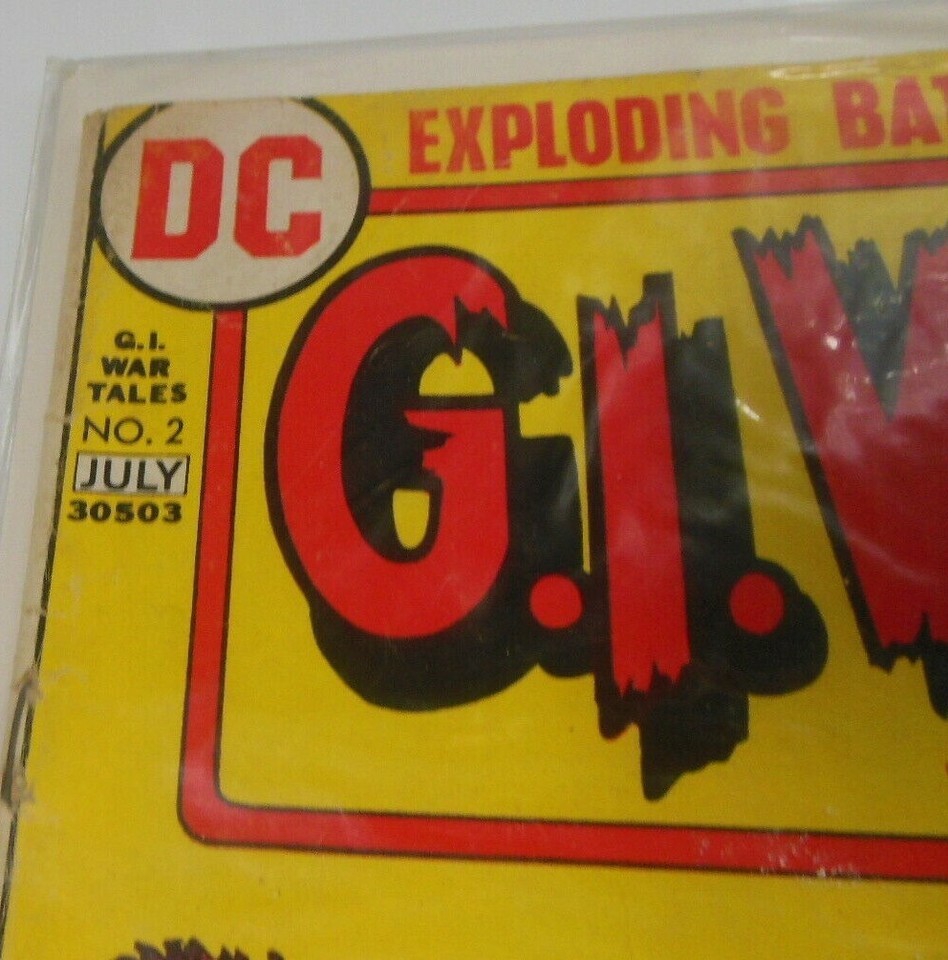 DC
EXPLODING BAT
G.I. W
G.I.
WAR
TALES
NO. 2
JULY
30503